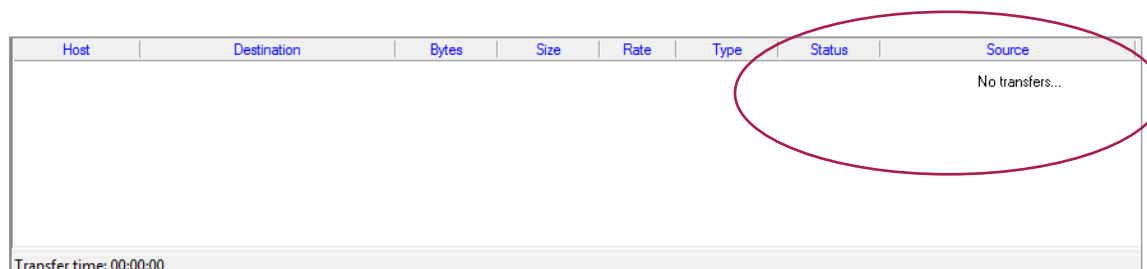 Host Destination Bytes Size Rate Type Status Source
No transfers...
Transfer time: 00:00:00